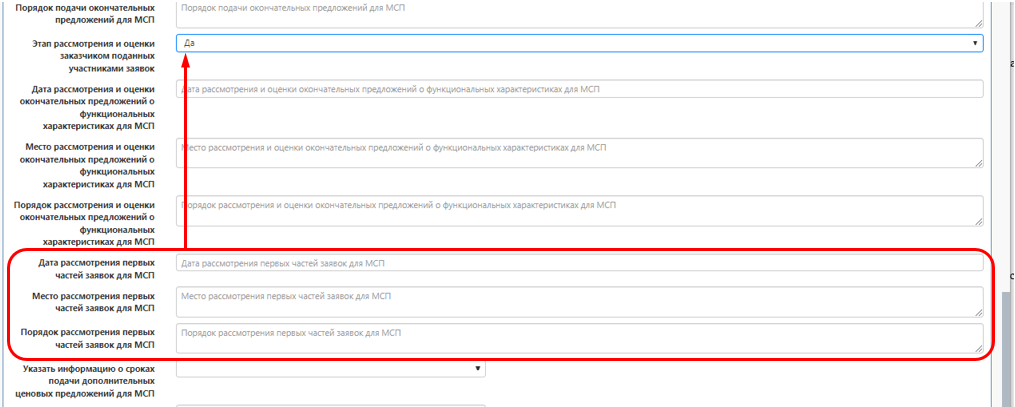 Порядок подачи окончательных
предложений для МСП
Порядок подачи окончательных предложений для МСП
Этап рассмотрения и оценки
заказчиком поданных
участниками заявок
Да
Дата рассмотрения и оценки
окончательных предложений о
функциональных
характеристиках для МСП
Дата рассмотрения и оценки окончательных предложений о функциональных характеристиках для МСП
Место рассмотрения и оценки
окончательных предложений о
функциональных
характеристиках для МСП
Место рассмотрения и оценки окончательных предложений о функциональных характеристиках для МСП
Порядок рассмотрения и оценки
окончательных предложений о
функциональных
характеристиках для МСП
Порядок рассмотрения и оценки окончательных предложений о функциональных характеристиках для МСП
Дата рассмотрения первых
частей заявок для МСП
Дата рассмотрения первых частей заявок для МСП
Место рассмотрения первых
частей заявок для МСП
Место рассмотрения первых частей заявок для МСП
Порядок рассмотрения первых
частей заявок для МСП
Порядок рассмотрения первых частей заявок для МСП
Указать информацию о сроках
подачи дополнительных
ценовых предложений для МСП